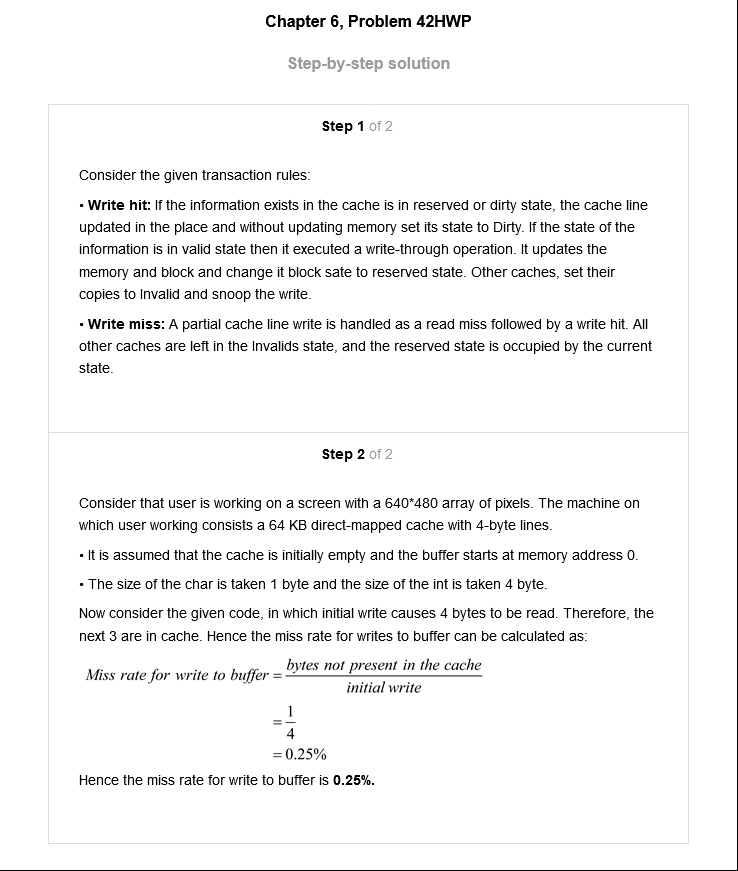 Chapter 6, Problem 42HWP
Step-by-step solution
Step 1 of 2
Consider the given transaction rules:
• Write hit: If the information exists in the cache is in reserved or dirty state, the cache line
updated in the place and without updating memory set its state to Dirty. If the state of the
information is in valid state then it executed a write-through operation. It updates the
memory and block and change it block sate to reserved state. Other caches, set their
copies to Invalid and snoop the write.
• Write miss: A partial cache line write is handled as a read miss followed by a write hit. All
other caches are left in the Invalids state, and the reserved state is occupied by the current
state.
Step 2 of 2
Consider that user is working on a screen with a 640*480 array of pixels. The machine on
which user working consists a 64 KB direct-mapped cache with 4-byte lines.
• It is assumed that the cache is initially empty and the buffer starts at memory address 0.
• The size of the char is taken 1 byte and the size of the int is taken 4 byte.
Now consider the given code, in which initial write causes 4 bytes to be read. Therefore, the
next 3 are in cache. Hence the miss rate for writes to buffer can be calculated as:
Miss rate for write to buffer = bytes not present in the cache
initial write
= 1
4
= 0.25%
Hence the miss rate for write to buffer is 0.25%.